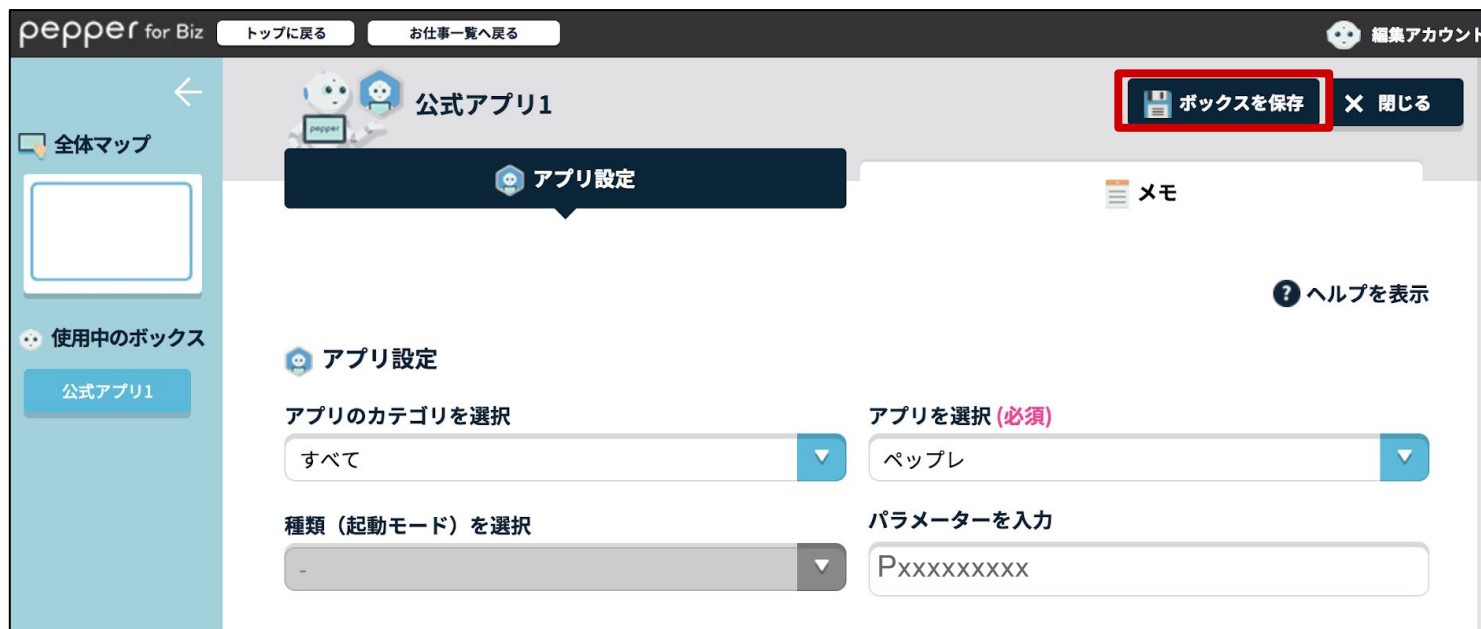 pepper for Biz トップに戻る お仕事一覧へ戻る 編集アカウント
公式アプリ1 ボックスを保存 × 閉じる
pepper
全体マップ
アプリ設定 メモ
? ヘルプを表示
使用中のボックス
公式アプリ1
アプリ設定
アプリのカテゴリを選択 アプリを選択 (必須)
すべて ペップレ
種類（起動モード）を選択 パラメーターを入力
- Pxxxxxxxxx